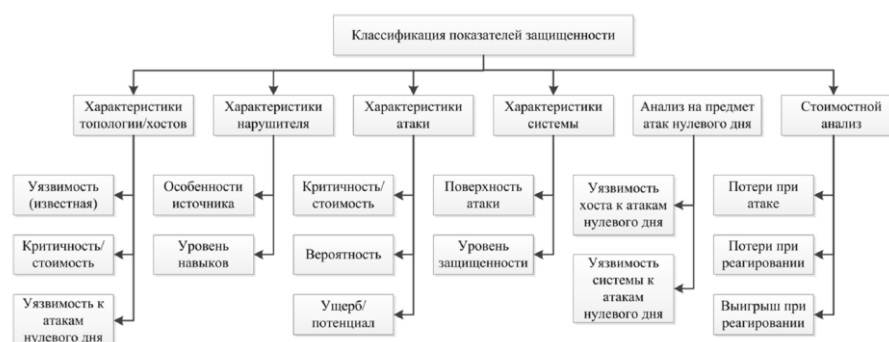 Классификация показателей защищенности
Характеристики
топологии/хостов
Характеристики
нарушителя
Характеристики
атаки
Характеристики
системы
Анализ на предмет
атак нулевого дня
Стоимостной
анализ
Уязвимость
(известная)
Критичность/
стоимость
Уязвимость к
атакам
нулевого дня
Особенности
источника
Уровень
навыков
Критичность/
стоимость
Вероятность
Ущерб/
потенциал
Поверхность
атаки
Уровень
защищенности
Уязвимость
хоста к атакам
нулевого дня
Уязвимость
системы к
атакам
нулевого дня
Потери при
атаке
Потери при
реагировании
Выигрыш при
реагировании